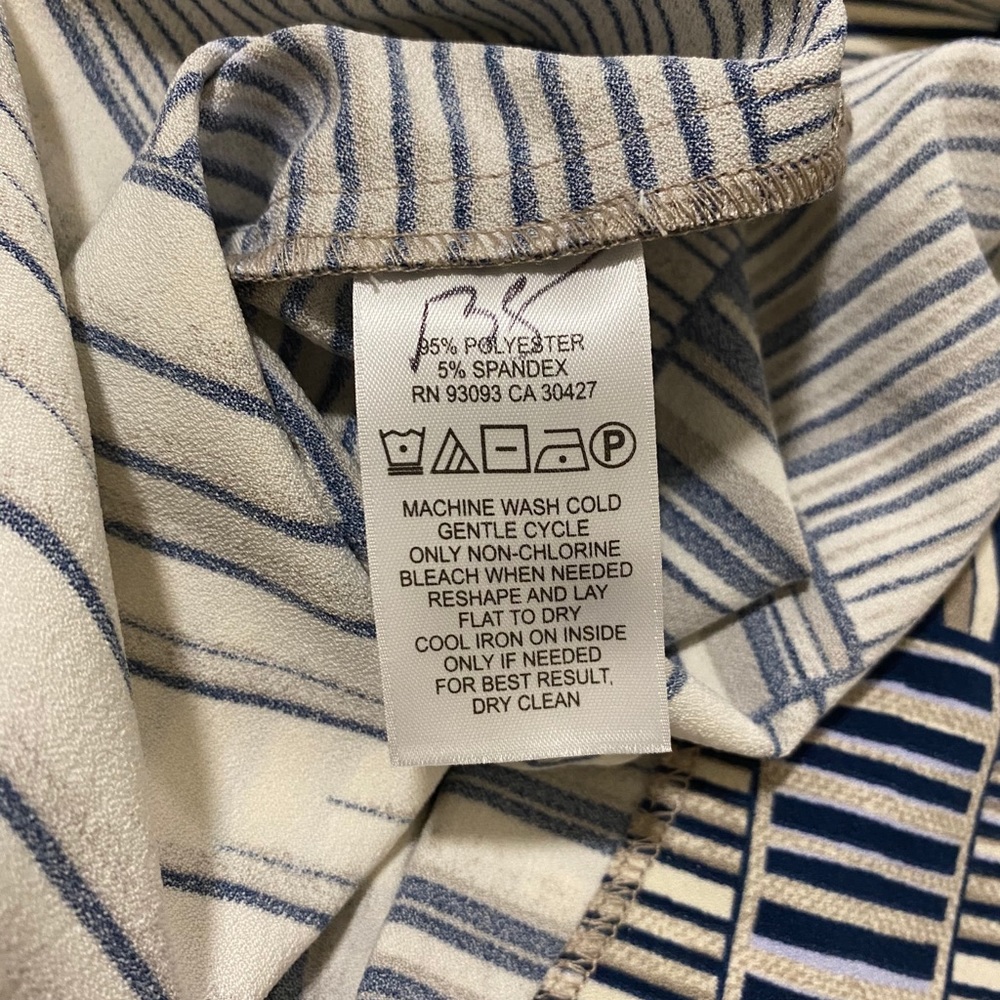 BS
95% POLYESTER
5% SPANDEX
RN 93093 CA 30427
P
MACHINE WASH COLD
GENTLE CYCLE
ONLY NON-CHLORINE
BLEACH WHEN NEEDED
RESHAPE AND LAY
FLAT TO DRY
COOL IRON ON INSIDE
ONLY IF NEEDED
FOR BEST RESULT,
DRY CLEAN